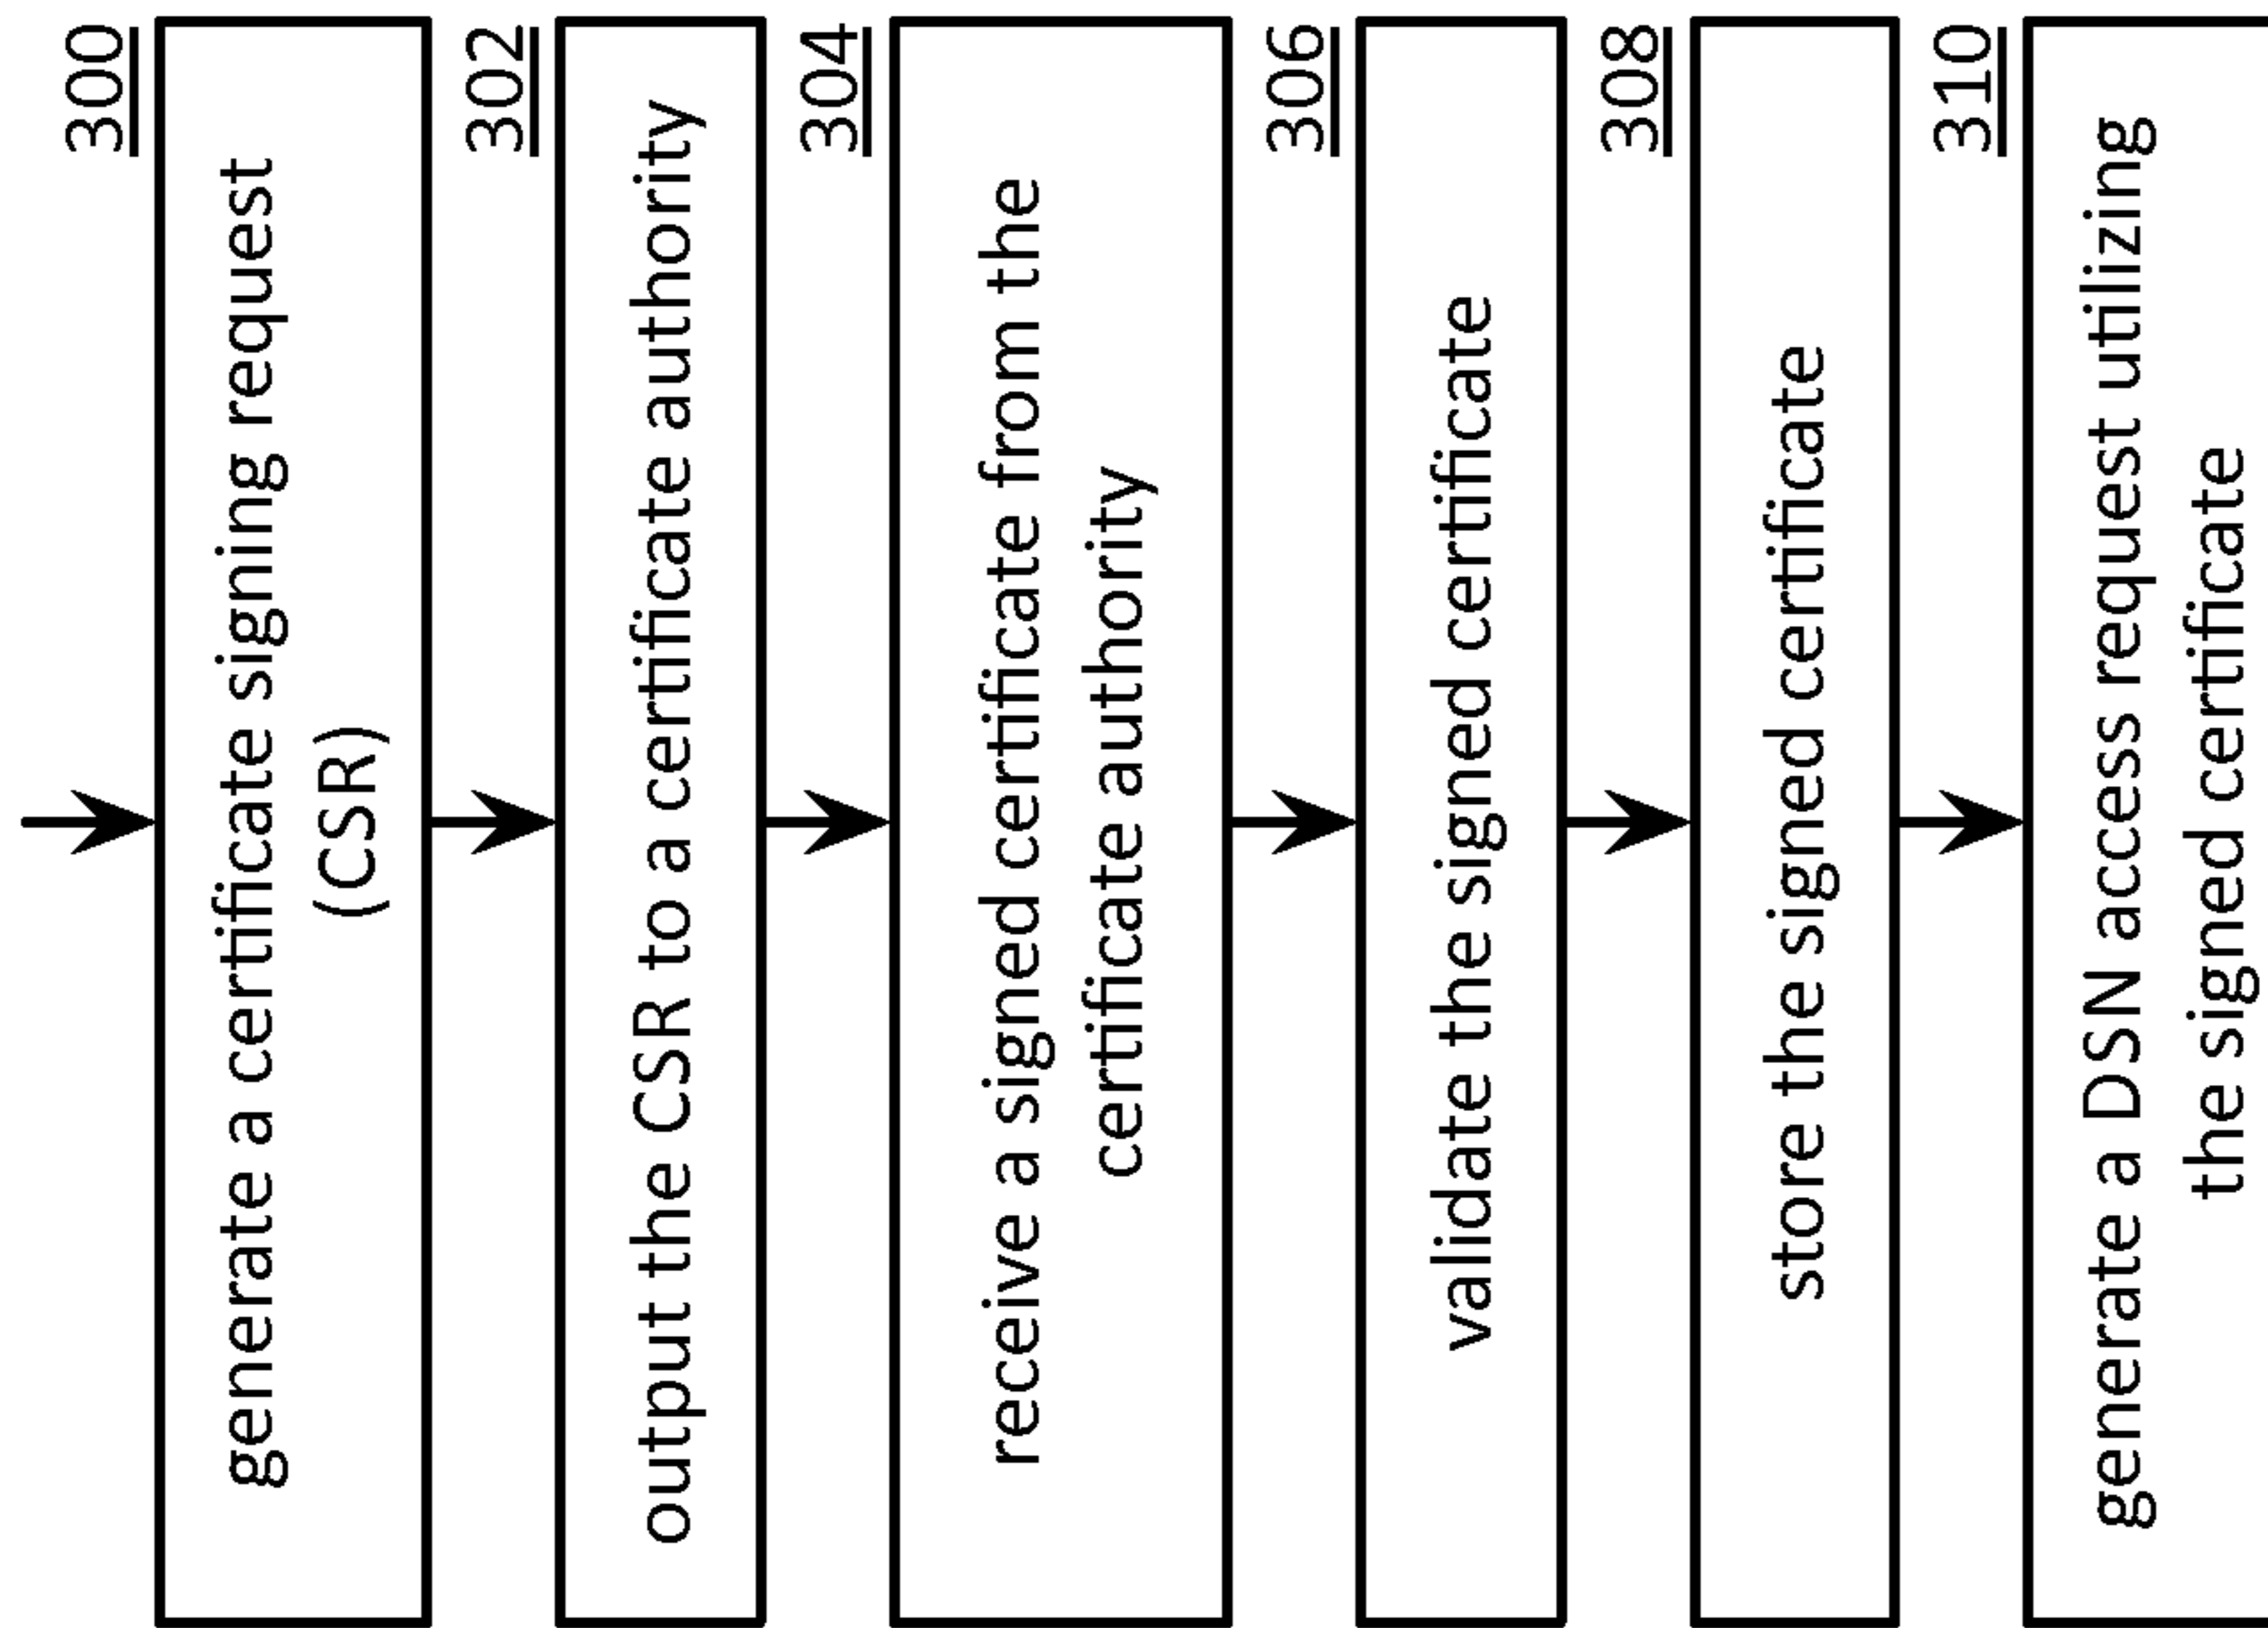 300
generate a certificate signing request
(CSR)
302
output the CSR to a certificate authority
304
receive a signed certificate from the
certificate authority
306
validate the signed certificate
308
store the signed certificate
310
generate a DSN access request utilizing
the signed certificate